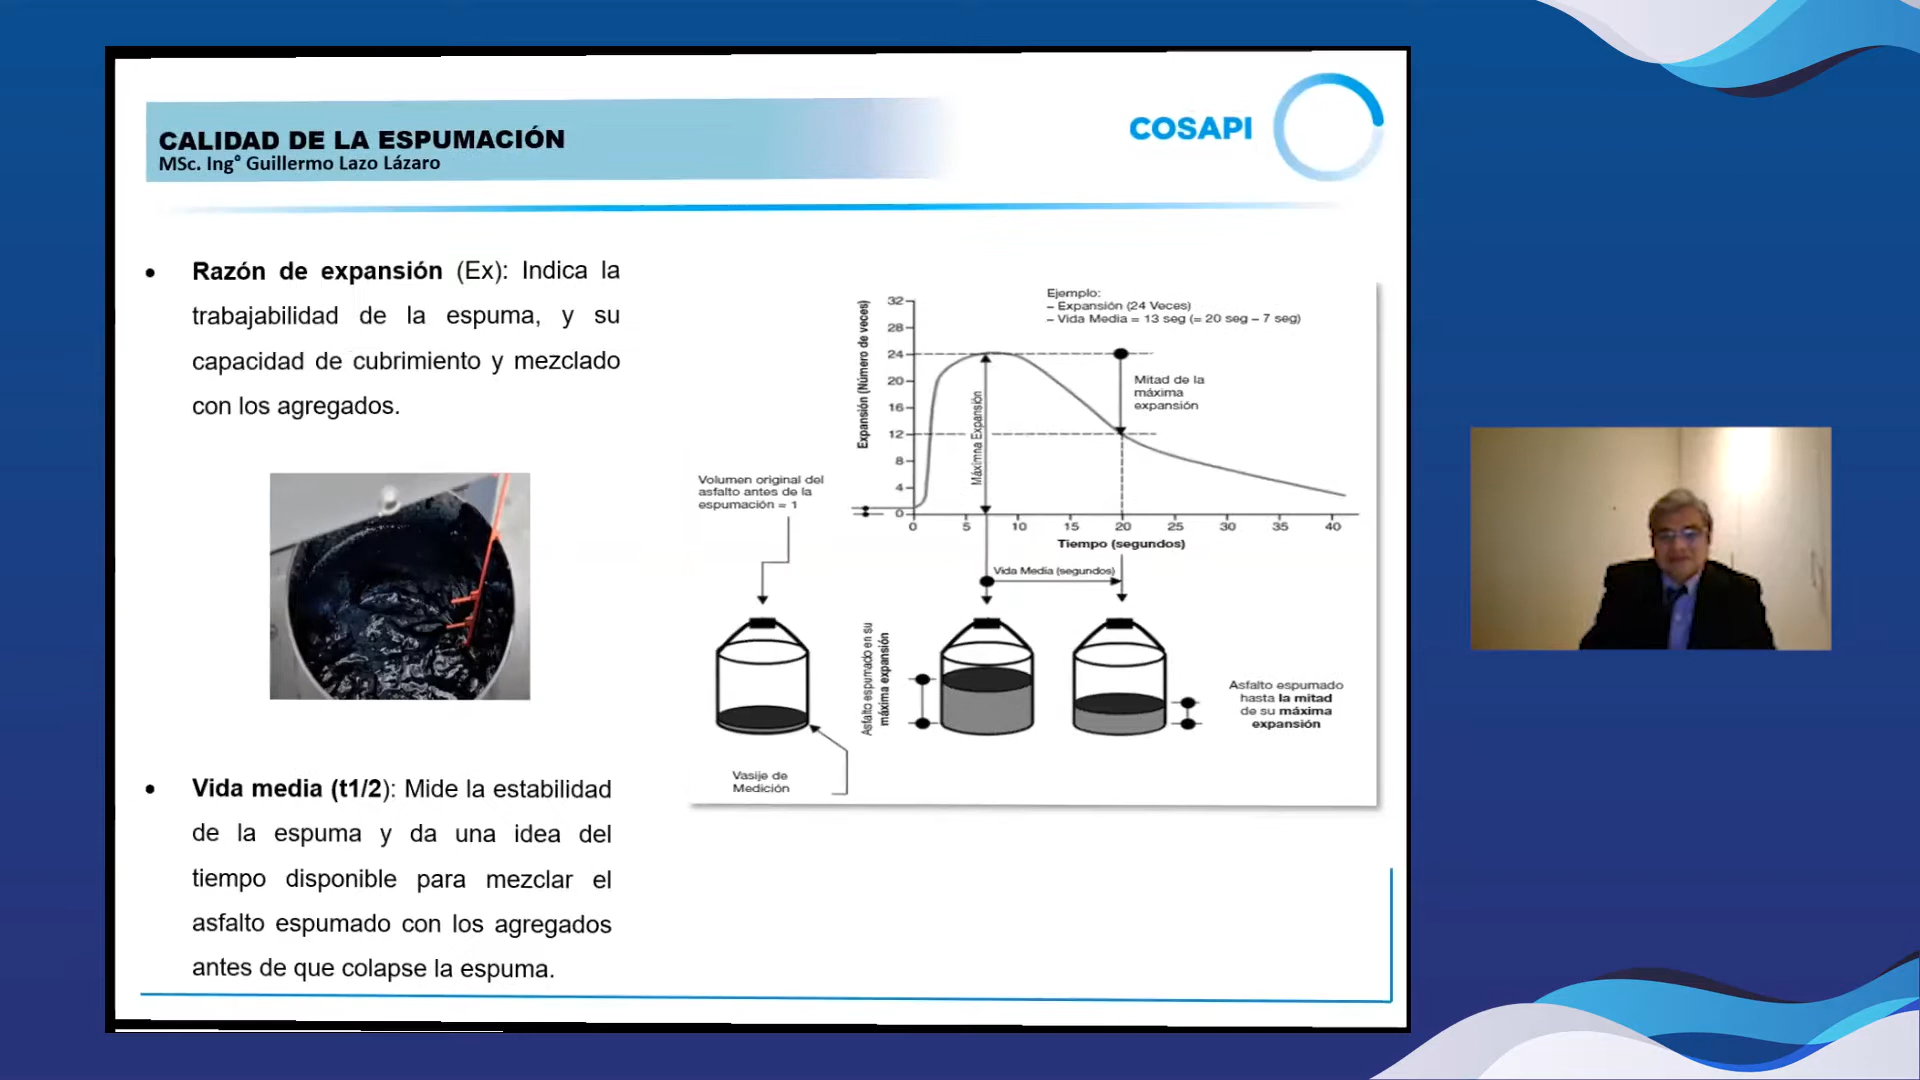 CALIDAD DE LA ESPUMACIÓN
MSc. Ing° Guillermo Lazo Lázaro
COSAPI
• Razón de expansión (Ex): Indica la
trabajabilidad de la espuma, y su
capacidad de cubrimiento y mezclado
con los agregados.
• Vida media (t1/2): Mide la estabilidad
de la espuma y da una idea del
tiempo disponible para mezclar el
asfalto espumado con los agregados
antes de que colapse la espuma.
Ejemplo:
– Expansión (24 Veces)
– Vida Media = 13 seg (= 20 seg – 7 seg)
Expansión (Número de veces)
32
28
24
20
16
12
8
4
0
Máximna Expansión
Mitad de la
máxima
expansión
0 5 10 15 20 25 30 35 40
Tiempo (segundos)
Vida Media (segundos)
Volumen original del
asfalto antes de la
espumación = 1
Asfalto espumado en su
máxima expansión
Asfalto espumado
hasta la mitad
de su máxima
expansión
Vasije de
Medición